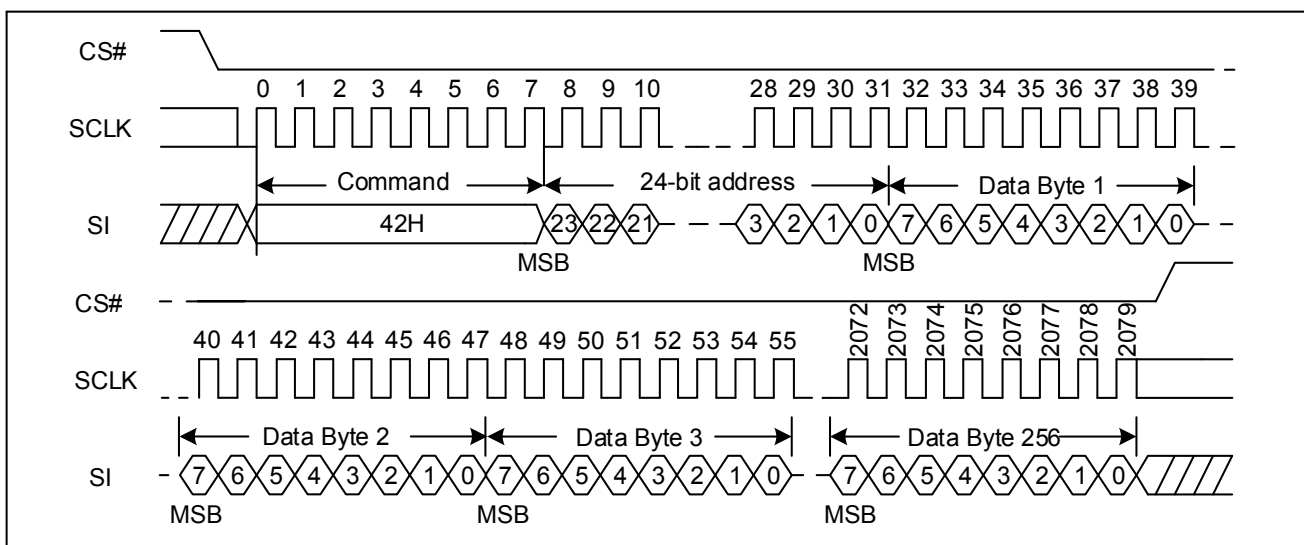 CS#
0 1 2 3 4 5 6 7 8 9 10 28 29 30 31 32 33 34 35 36 37 38 39
SCLK
Command 24-bit address Data Byte 1
SI 42H 23 22 21 3 2 1 0 7 6 5 4 3 2 1 0
MSB MSB
CS#
40 41 42 43 44 45 46 47 48 49 50 51 52 53 54 55 2072 2073 2074 2075 2076 2077 2078 2079
SCLK
Data Byte 2 Data Byte 3 Data Byte 256
SI 7 6 5 4 3 2 1 0 7 6 5 4 3 2 1 0 7 6 5 4 3 2 1 0
MSB MSB MSB